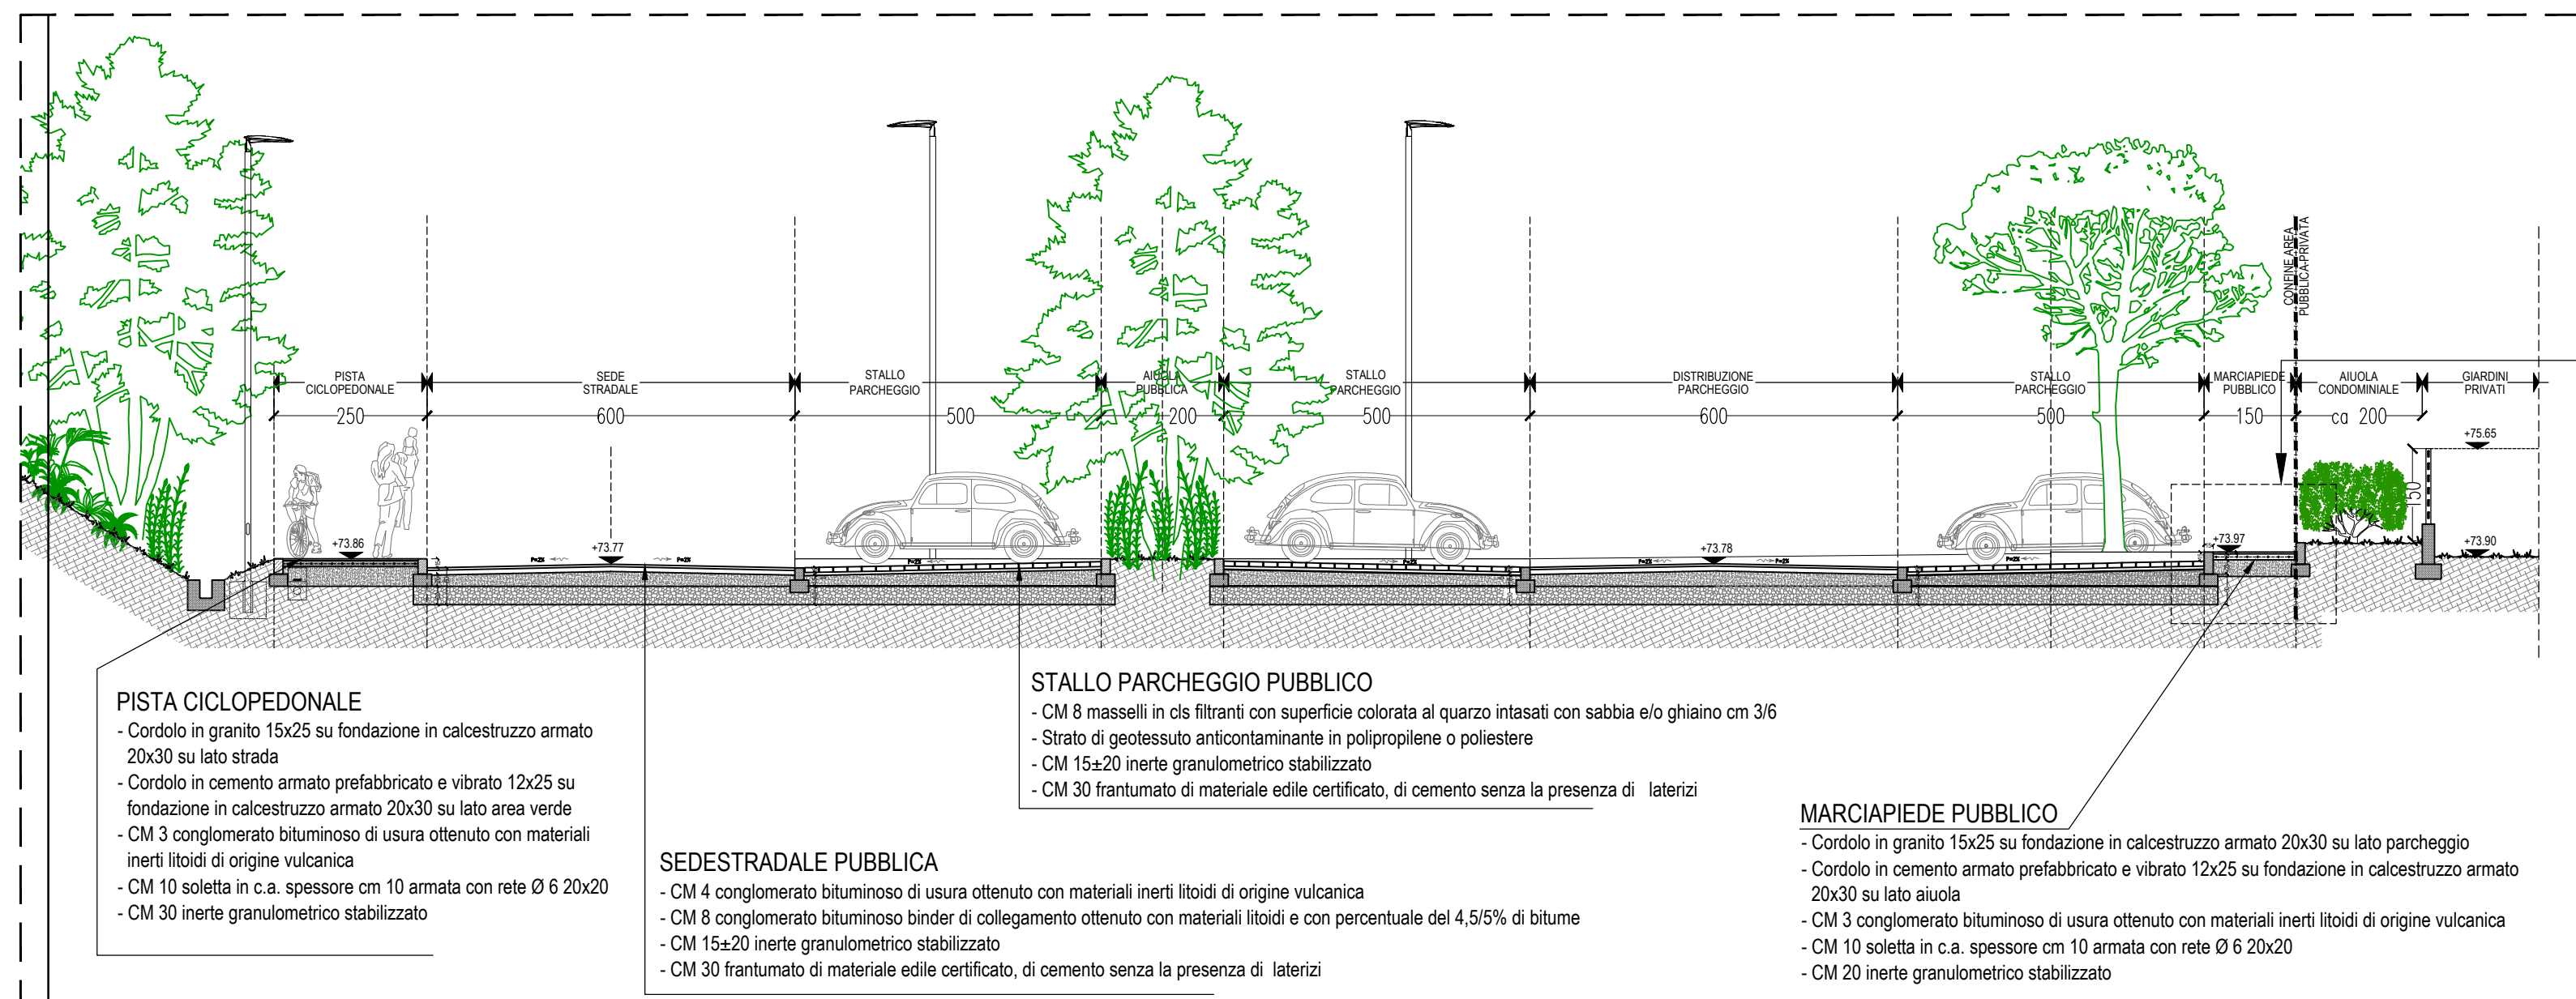 CONFINE AREA
PUBBLICA-PRIVATA
PISTA
CICLOPEDONALE
SEDE
STRADALE
STALLO
PARCHEGGIO
AIUOLA
PUBBLICA
STALLO
PARCHEGGIO
DISTRIBUZIONE
PARCHEGGIO
STALLO
PARCHEGGIO
MARCIAPIEDE
PUBBLICO
AIUOLA
CONDOMINIALE
GIARDINI
PRIVATI
250
600
500
200
500
600
500
150
ca 200
+75.65
150
+73.86
+73.77
+73.78
+73.97
+73.90
P=2%
P=2%
P=2%
P=2%
P=2%
P=2%
P=2%
PISTA CICLOPEDONALE
- Cordolo in granito 15x25 su fondazione in calcestruzzo armato
20x30 su lato strada
- Cordolo in cemento armato prefabbricato e vibrato 12x25 su
fondazione in calcestruzzo armato 20x30 su lato area verde
- CM 3 conglomerato bituminoso di usura ottenuto con materiali
inerti litoidi di origine vulcanica
- CM 10 soletta in c.a. spessore cm 10 armata con rete Ø 6 20x20
- CM 30 inerte granulometrico stabilizzato
SEDESTRADALE PUBBLICA
- CM 4 conglomerato bituminoso di usura ottenuto con materiali inerti litoidi di origine vulcanica
- CM 8 conglomerato bituminoso binder di collegamento ottenuto con materiali litoidi e con percentuale del 4,5/5% di bitume
- CM 15±20 inerte granulometrico stabilizzato
- CM 30 frantumato di materiale edile certificato, di cemento senza la presenza di laterizi
STALLO PARCHEGGIO PUBBLICO
- CM 8 masselli in cls filtranti con superficie colorata al quarzo intasati con sabbia e/o ghiaino cm 3/6
- Strato di geotessuto anticontaminante in polipropilene o poliestere
- CM 15±20 inerte granulometrico stabilizzato
- CM 30 frantumato di materiale edile certificato, di cemento senza la presenza di laterizi
MARCIAPIEDE PUBBLICO
- Cordolo in granito 15x25 su fondazione in calcestruzzo armato 20x30 su lato parcheggio
- Cordolo in cemento armato prefabbricato e vibrato 12x25 su fondazione in calcestruzzo armato
20x30 su lato aiuola
- CM 3 conglomerato bituminoso di usura ottenuto con materiali inerti litoidi di origine vulcanica
- CM 10 soletta in c.a. spessore cm 10 armata con rete Ø 6 20x20
- CM 20 inerte granulometrico stabilizzato